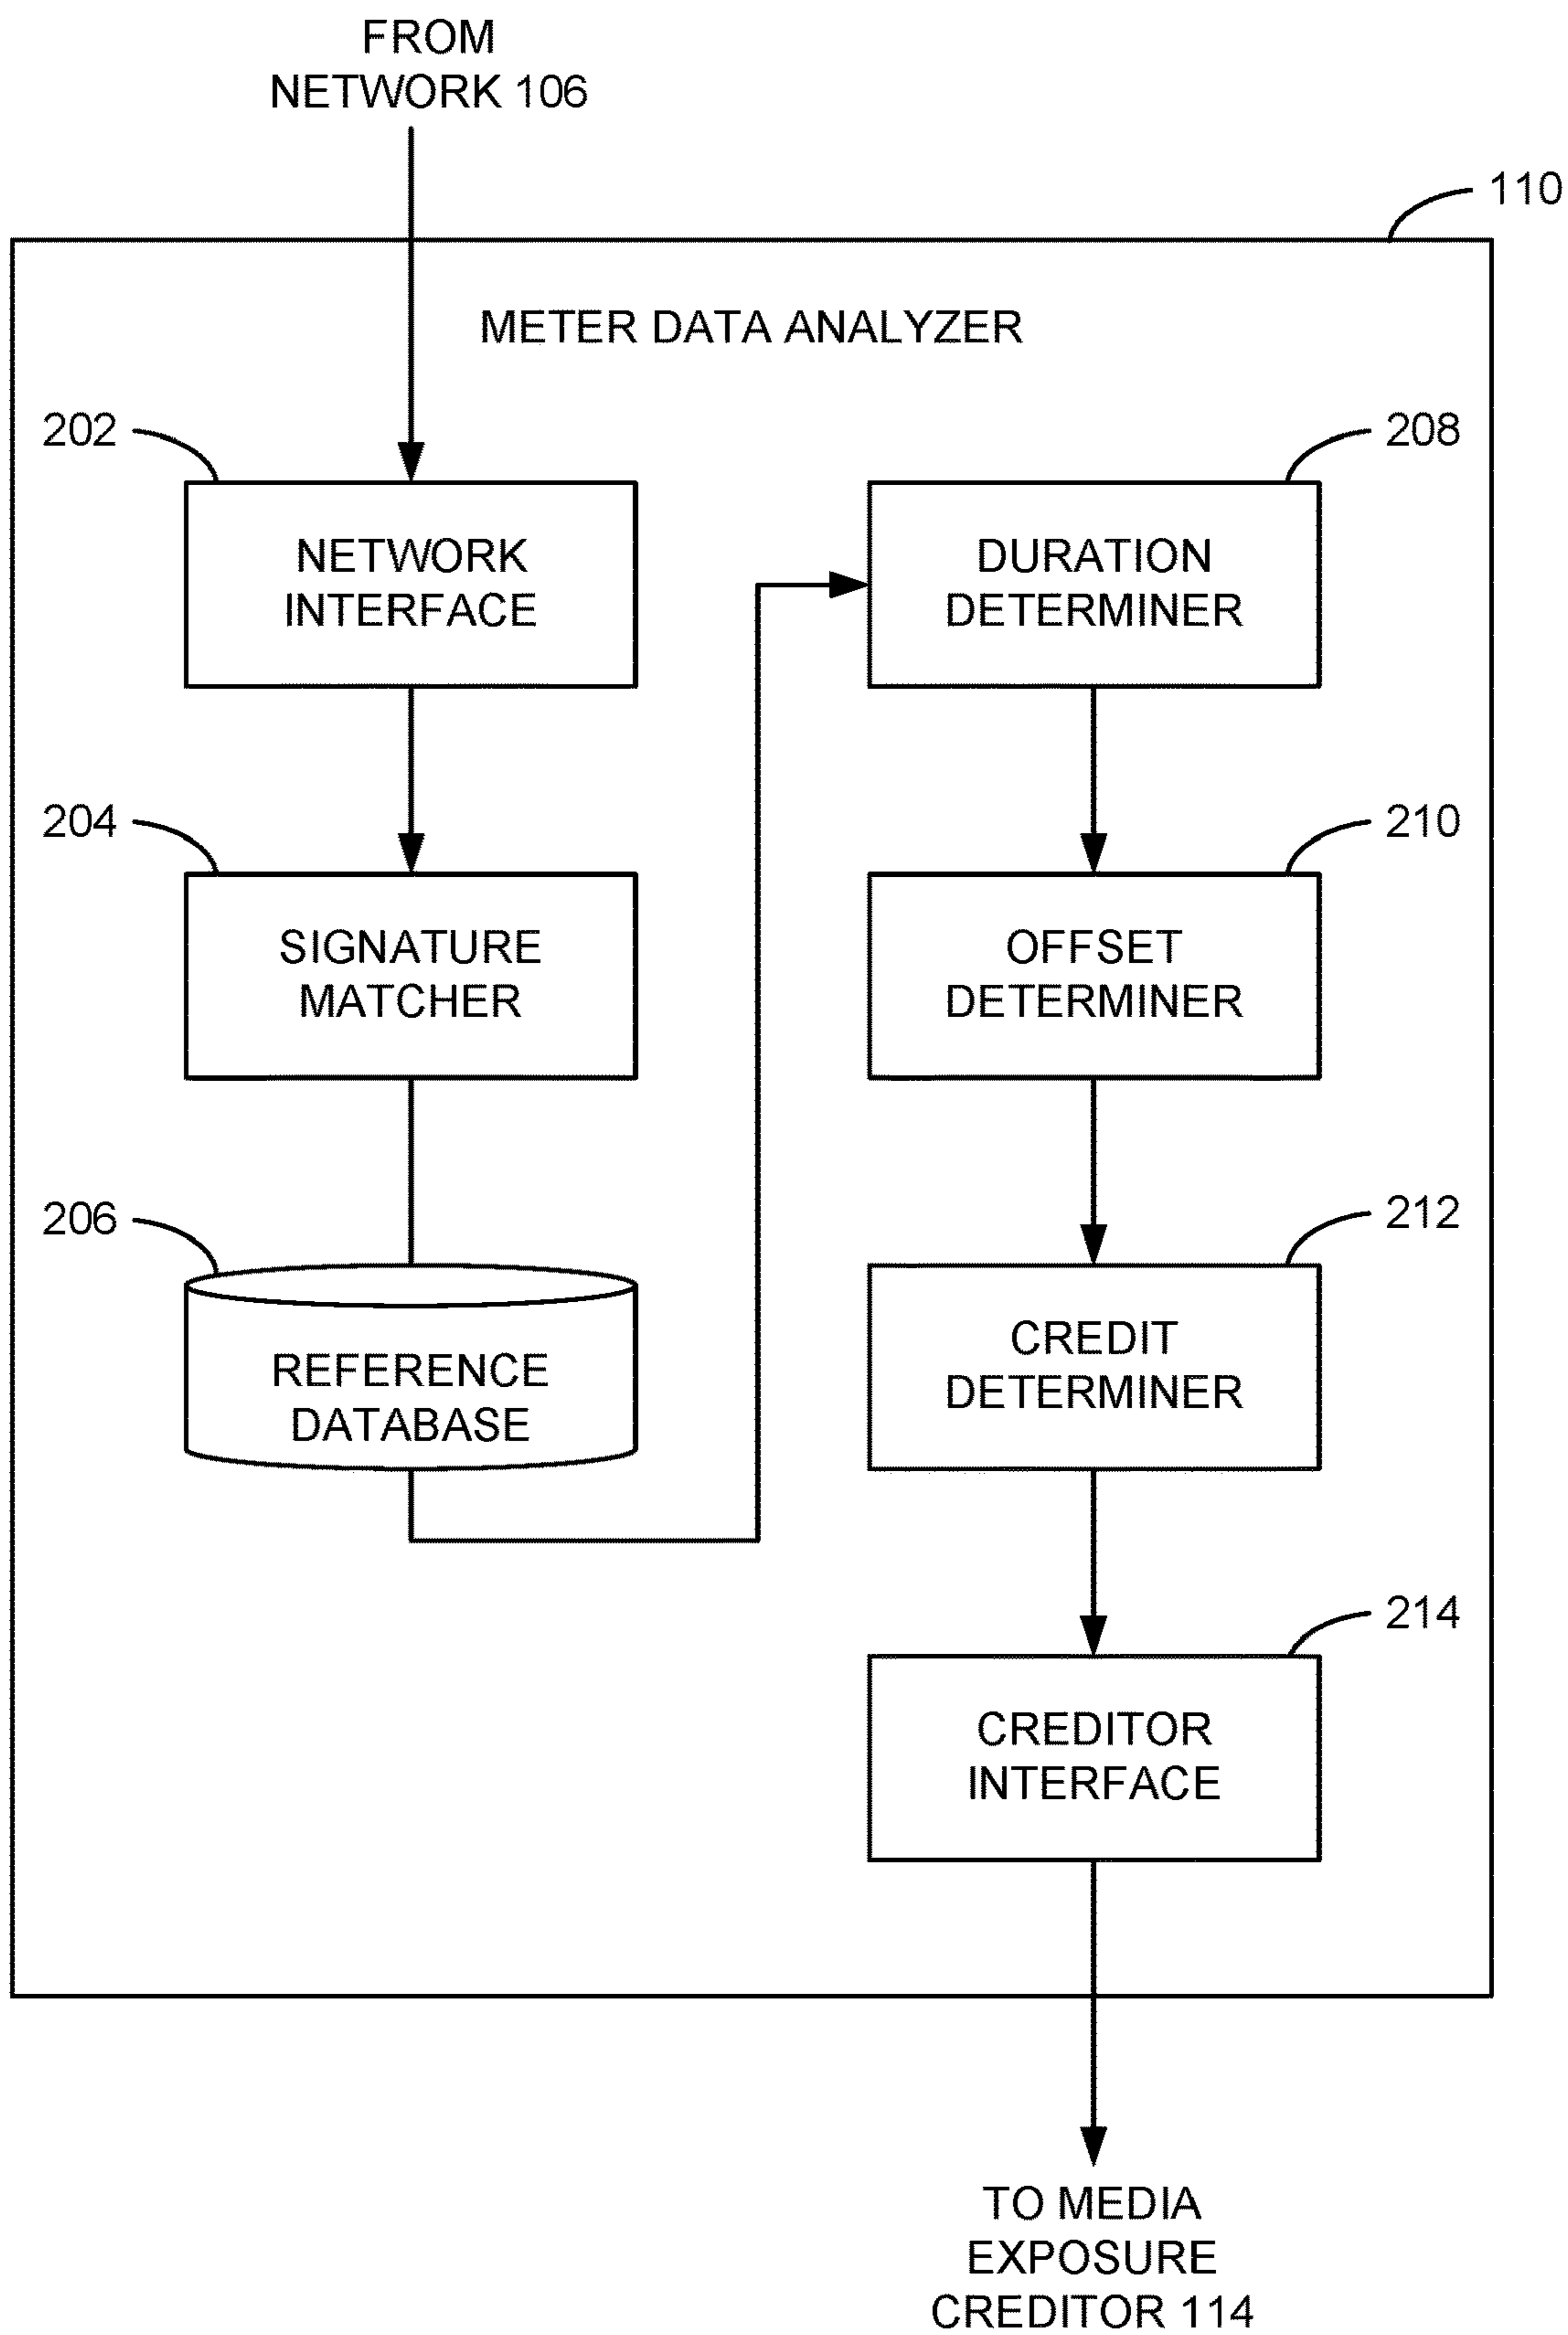 FROM
NETWORK 106
110
METER DATA ANALYZER
202
NETWORK
INTERFACE
204
SIGNATURE
MATCHER
206
REFERENCE
DATABASE
208
DURATION
DETERMINER
210
OFFSET
DETERMINER
212
CREDIT
DETERMINER
214
CREDITOR
INTERFACE
TO MEDIA
EXPOSURE
CREDITOR 114